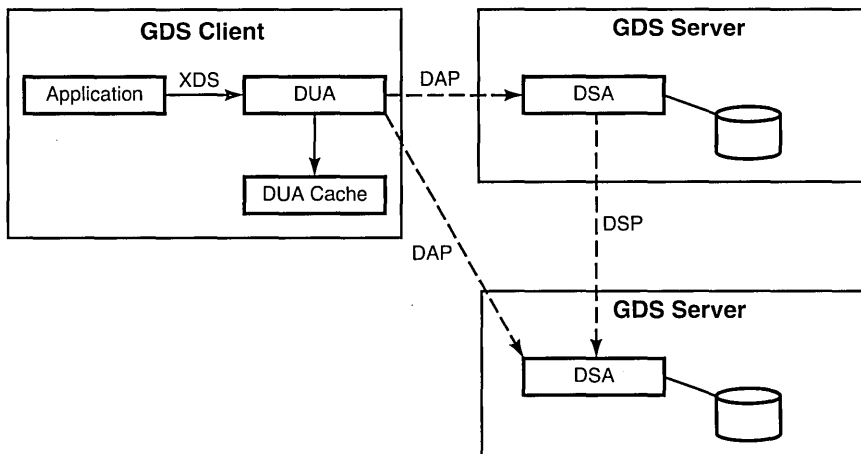 GDS Client
GDS Server
Application
XDS
DUA
DAP
DSA
DUA Cache
DAP
DSP
GDS Server
DSA